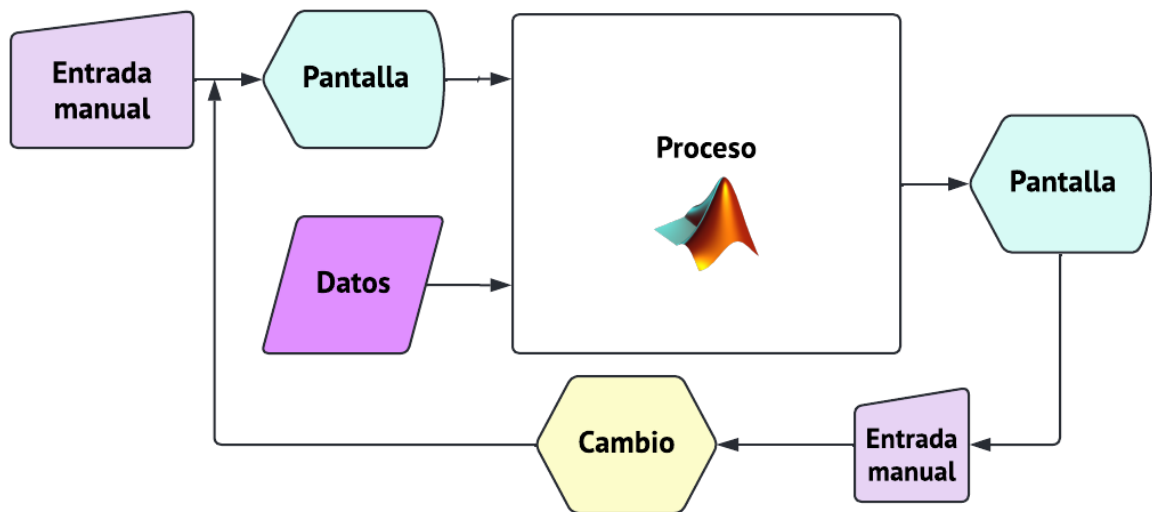 Entrada
manual
Pantalla
Proceso
Pantalla
Datos
Cambio
Entrada
manual